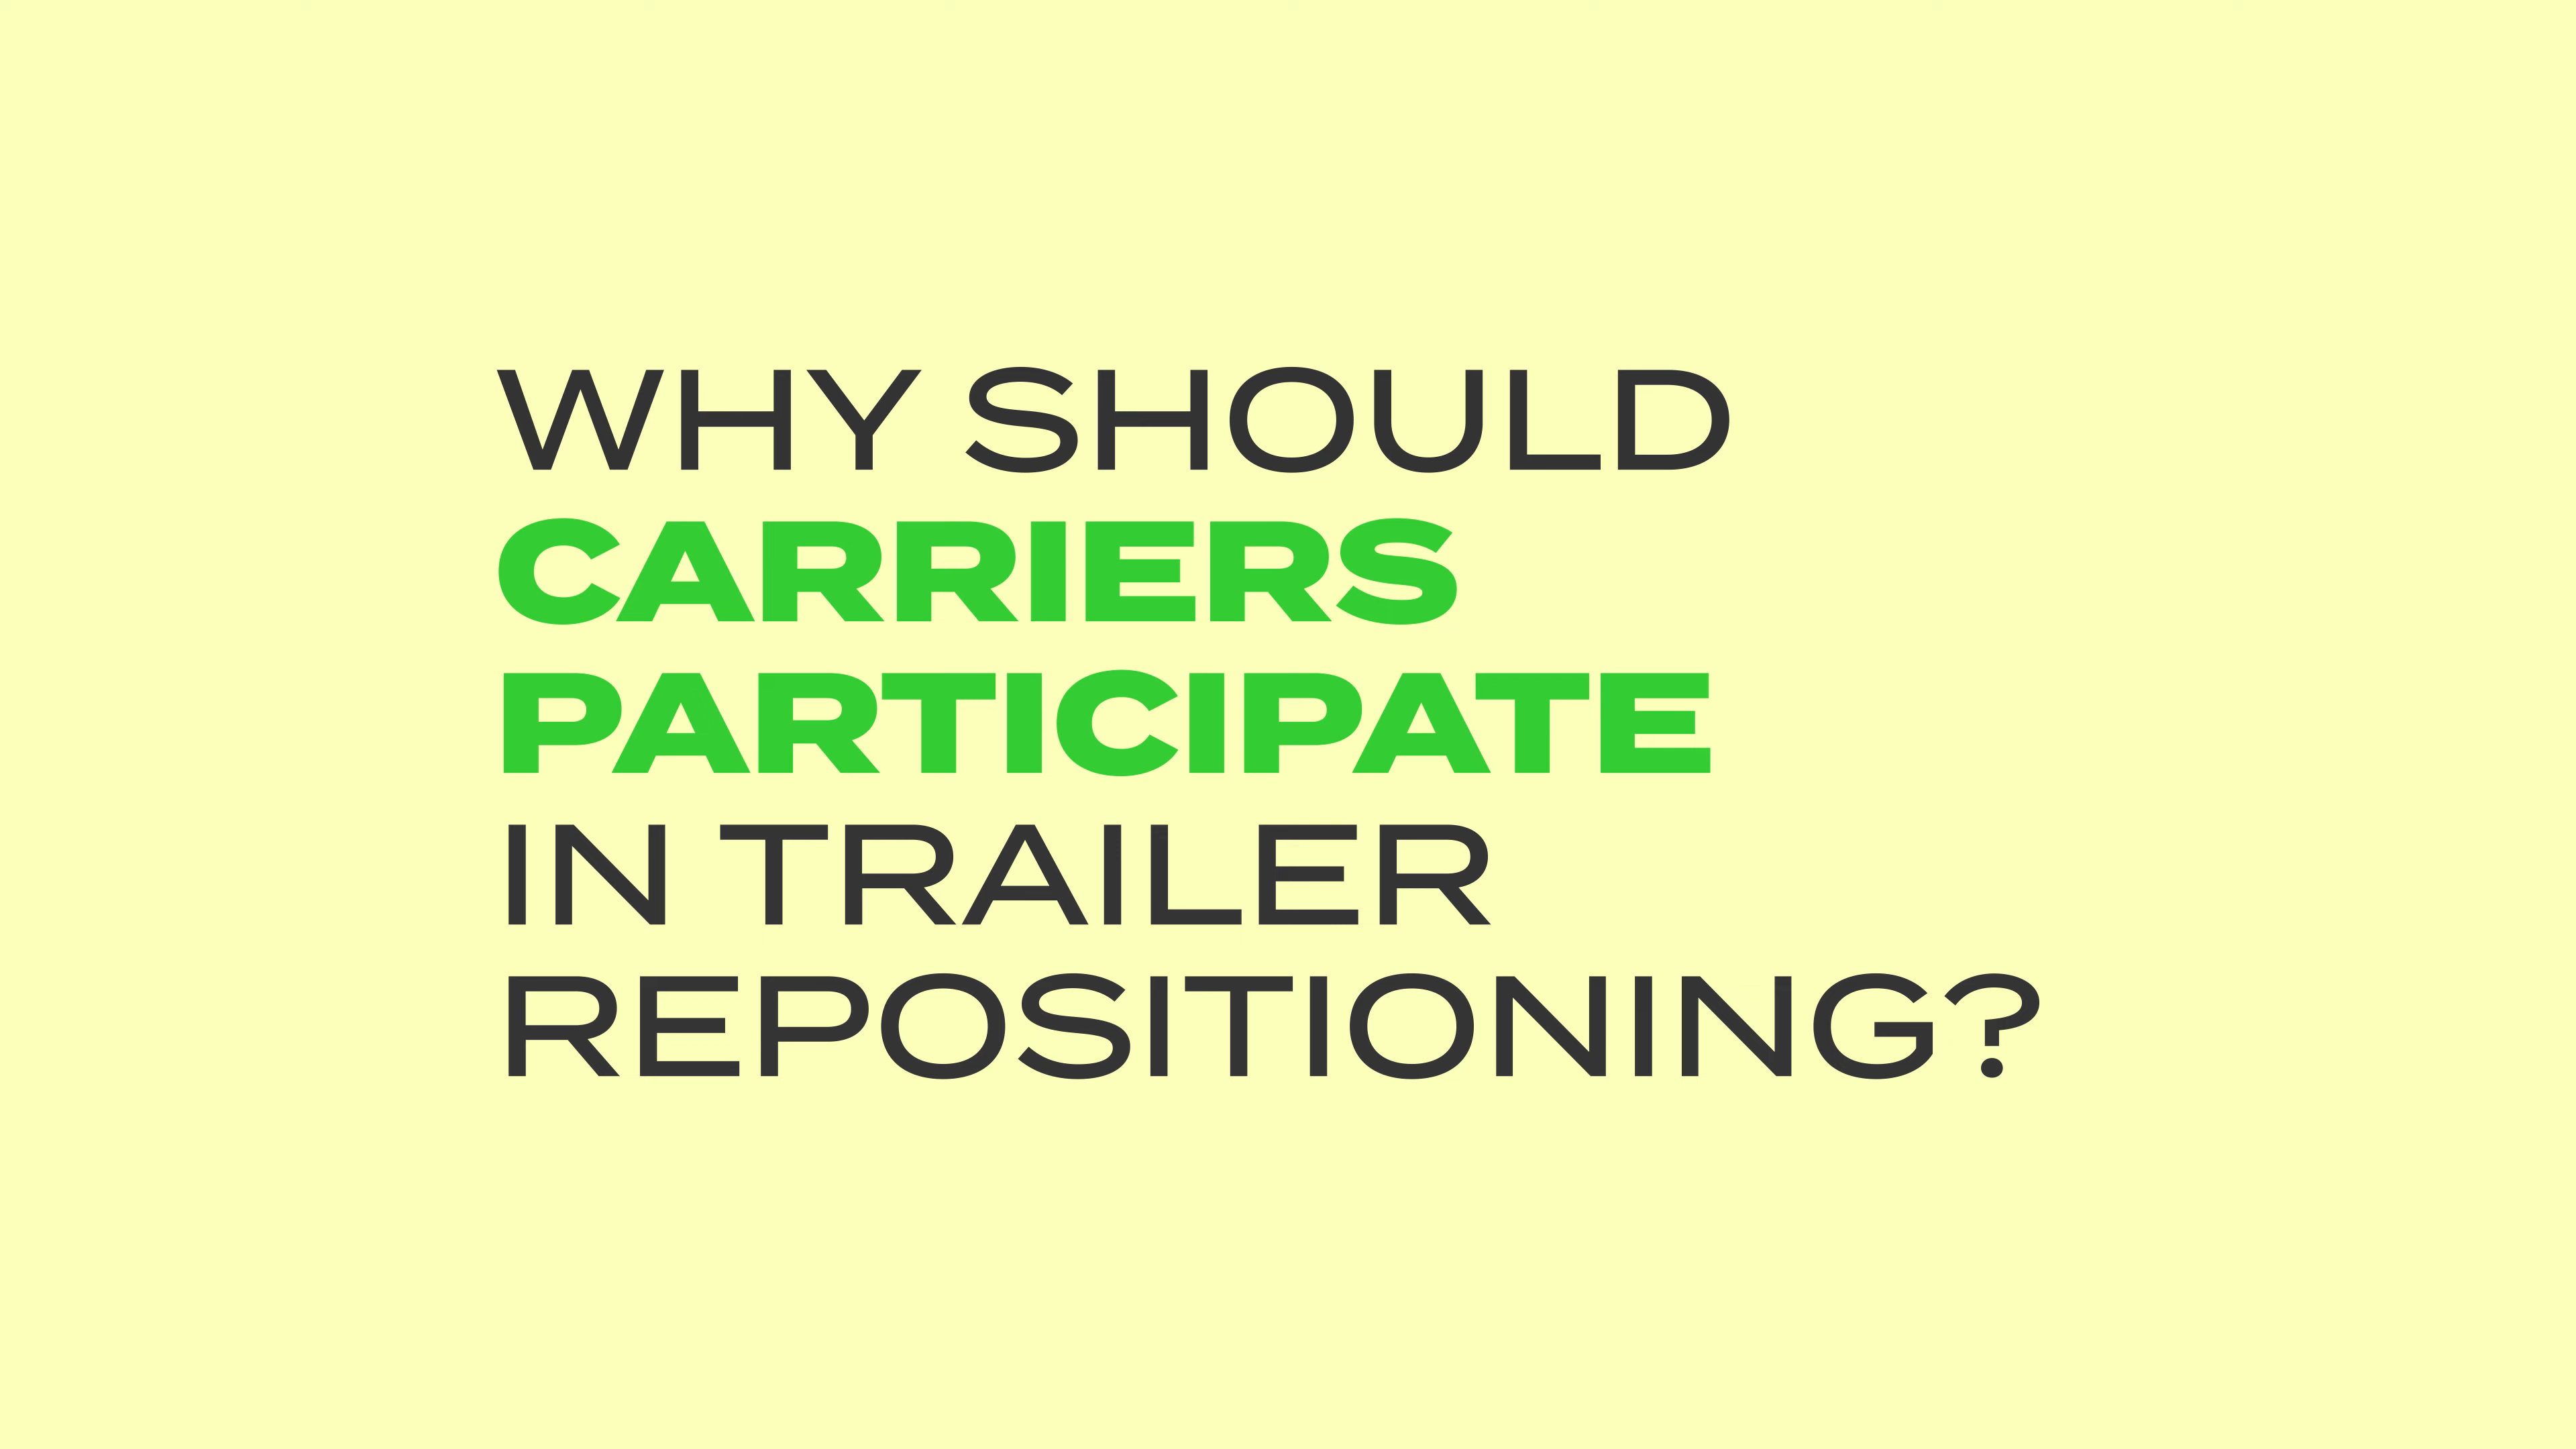 WHY SHOULD
CARRIERS
PARTICIPATE
IN TRAILER
REPOSITIONING?